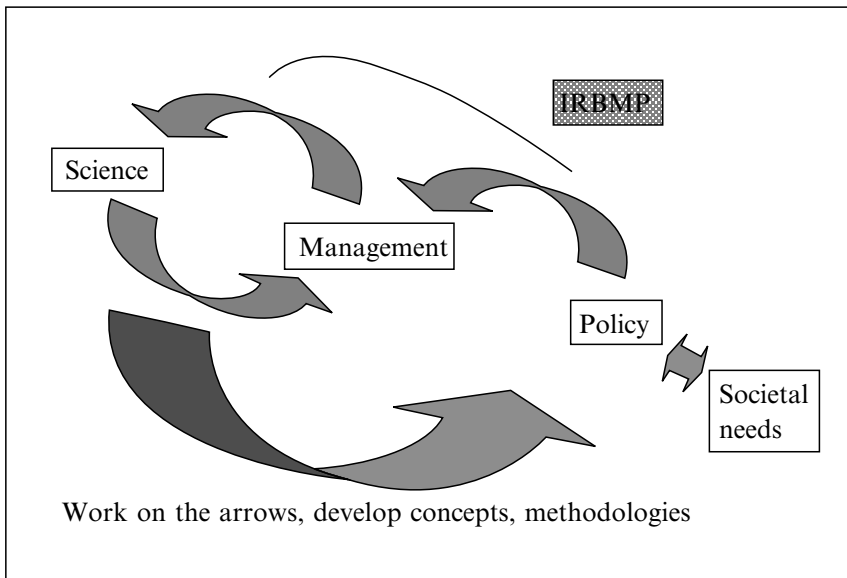 IRBMP
Science
Management
Policy
Societal
needs
Work on the arrows, develop concepts, methodologies